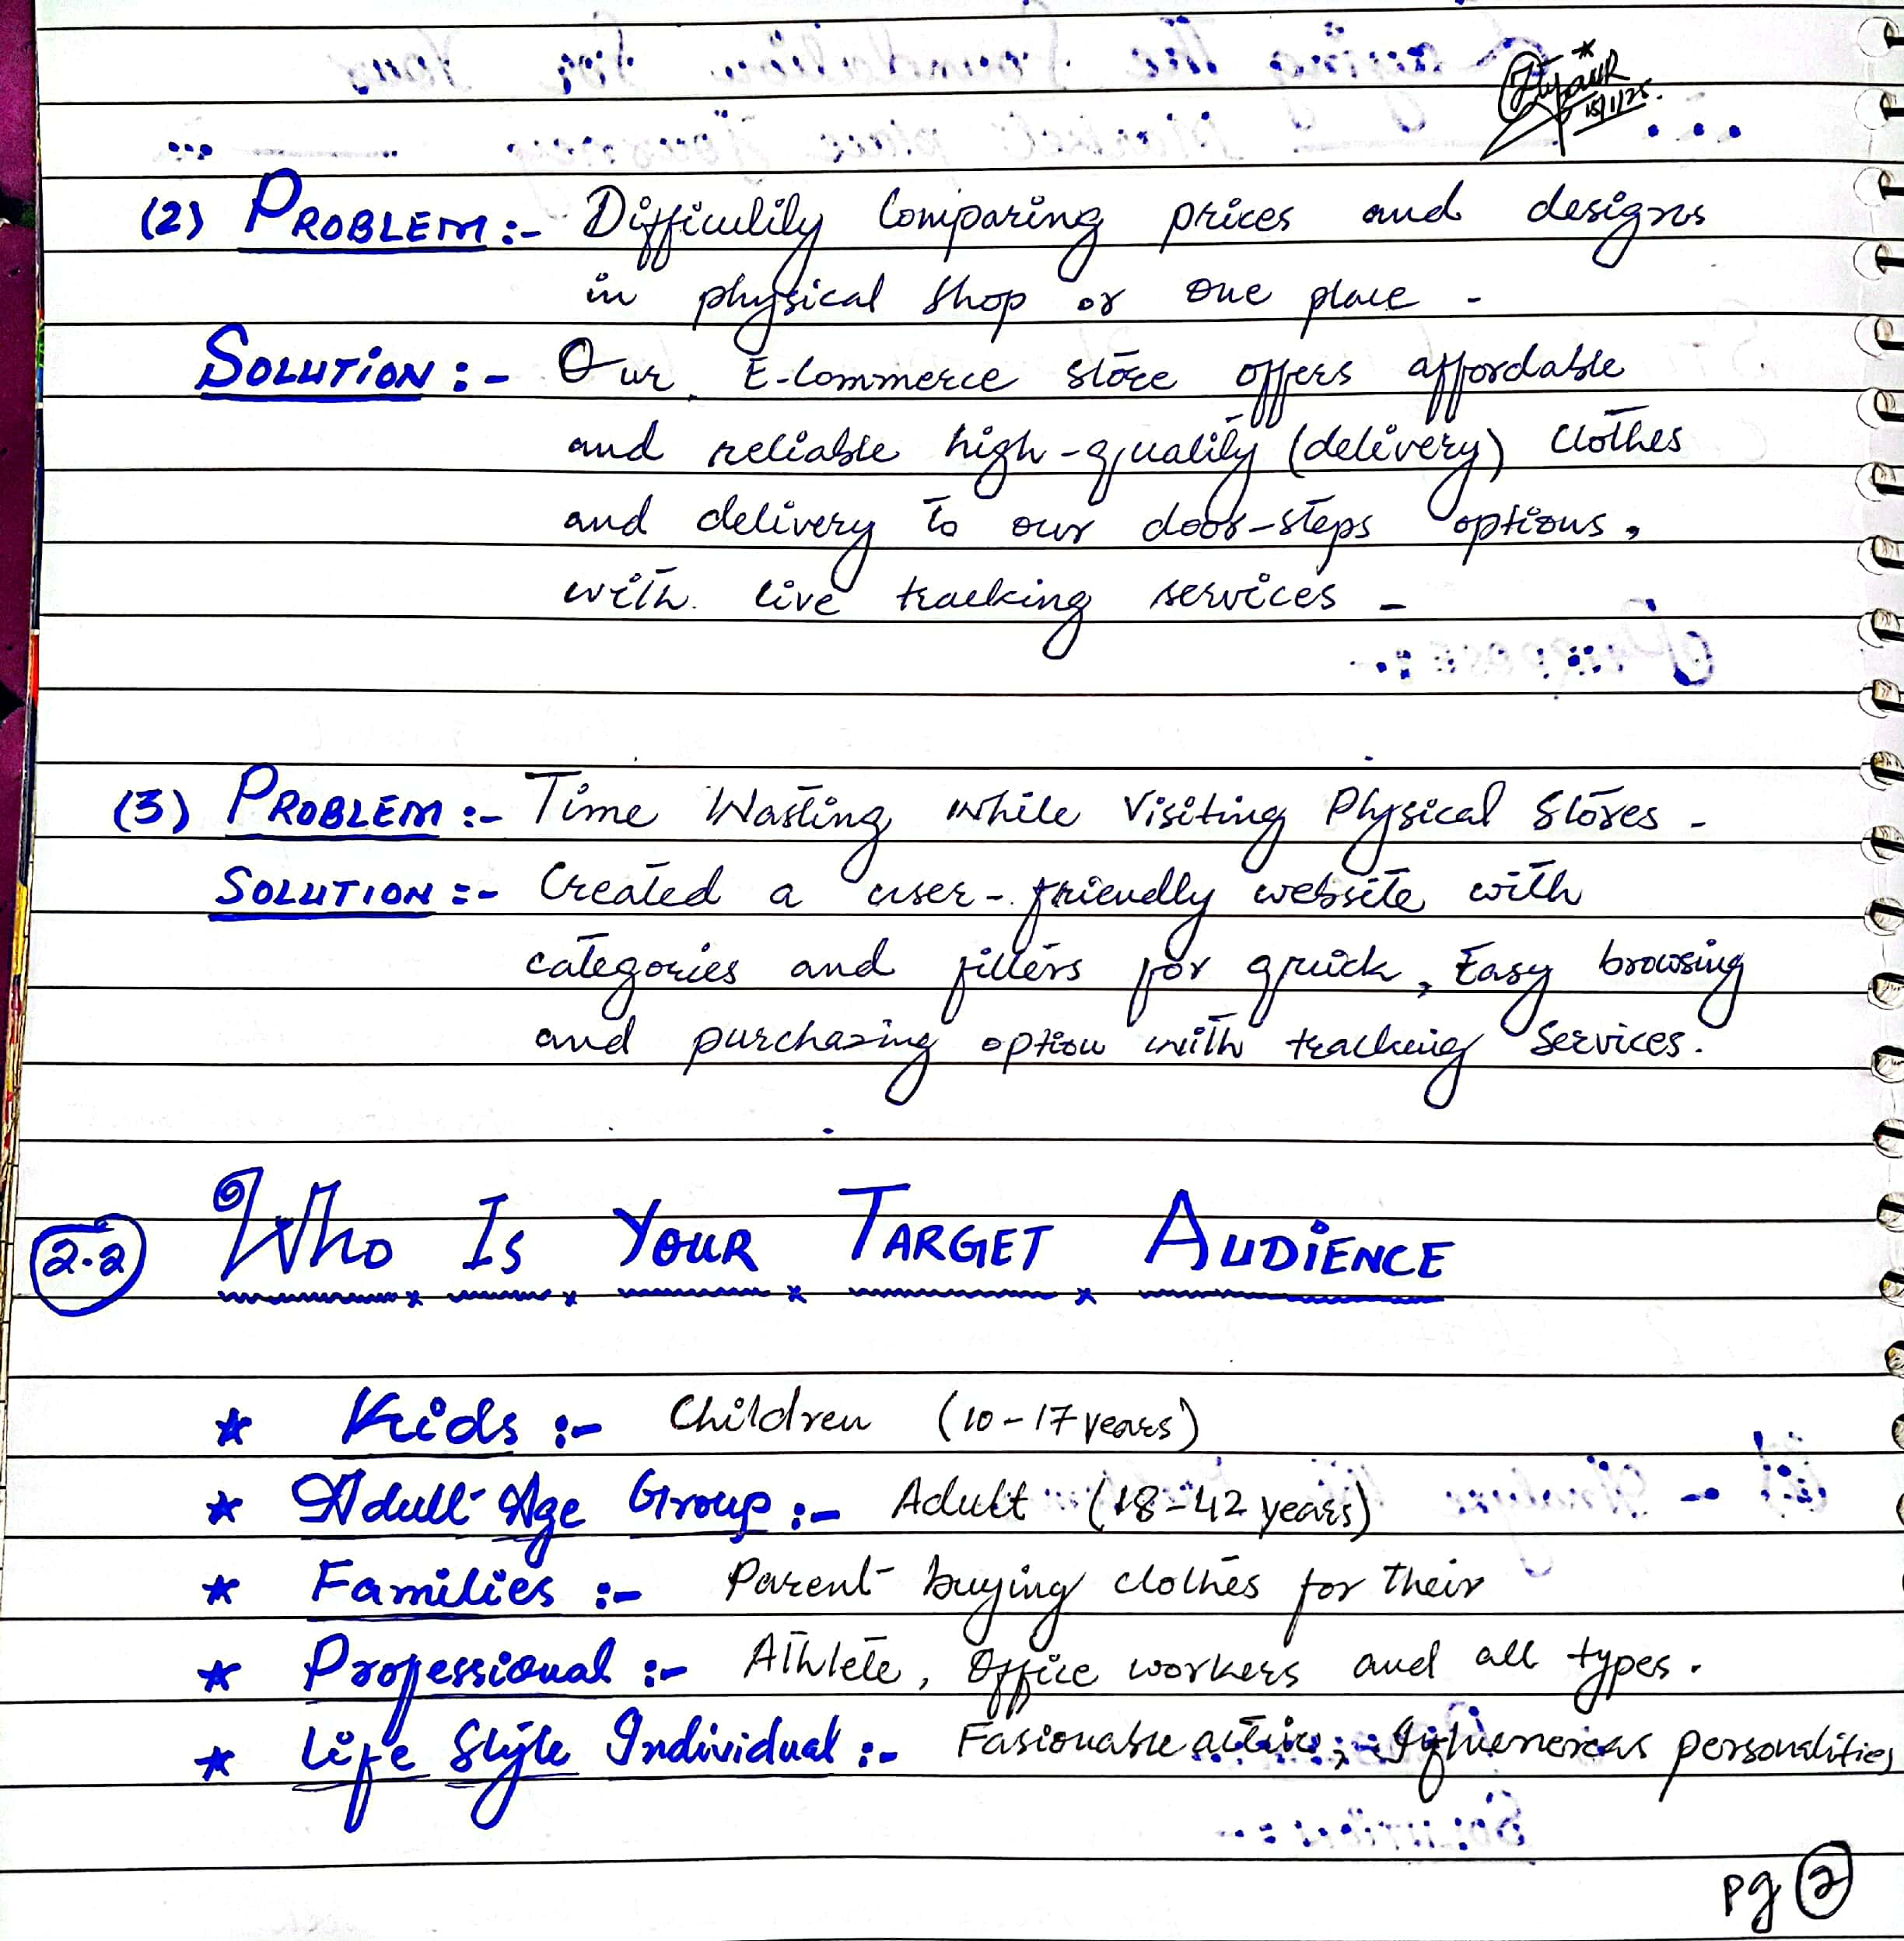 15/1/25.
(2) PROBLEM :- Difficulily Comparing prices and designs
in physical shop or one place -
SOLUTION :- Our E-Commerce store offers affordable
and reliable high-quality (delivery) clothes
and delivery to our door-steps options,
with live tracking services -
(3) PROBLEM :- Time Wasting while Visiting Physical Stores -
SOLUTION :- Created a user-friendly website with
categories and filters for quick, Easy browsing
and purchasing option with tracking Services.
2.2 WHO IS YOUR TARGET AUDIENCE
* Kids :- Children (10-17 years)
* Adult Age Group :- Adult (18-42 years)
* Families :- Parent buying clothes for their
* Professional :- Athlete, Office workers and all types.
* Life Style Individual :- Fasionable personalities
pg 2